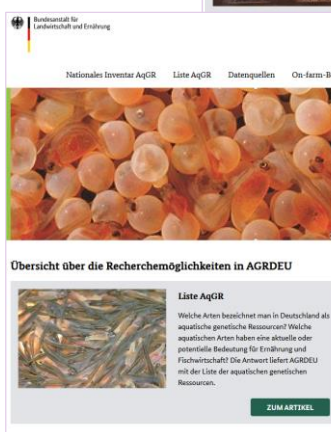 Bundesanstalt für
Landwirtschaft und Ernährung
Nationales Inventar AqGR Liste AqGR Datenquellen On-farm-B
Übersicht über die Recherchemöglichkeiten in AGRDEU
Liste AqGR
Welche Arten bezeichnet man in Deutschland als
aquatische genetische Ressourcen? Welche
aquatischen Arten haben eine aktuelle oder
potentielle Bedeutung für Ernährung und
Fischwirtschaft? Die Antwort liefert AGRDEU
mit der Liste der aquatischen genetischen
Ressourcen.
ZUM ARTIKEL